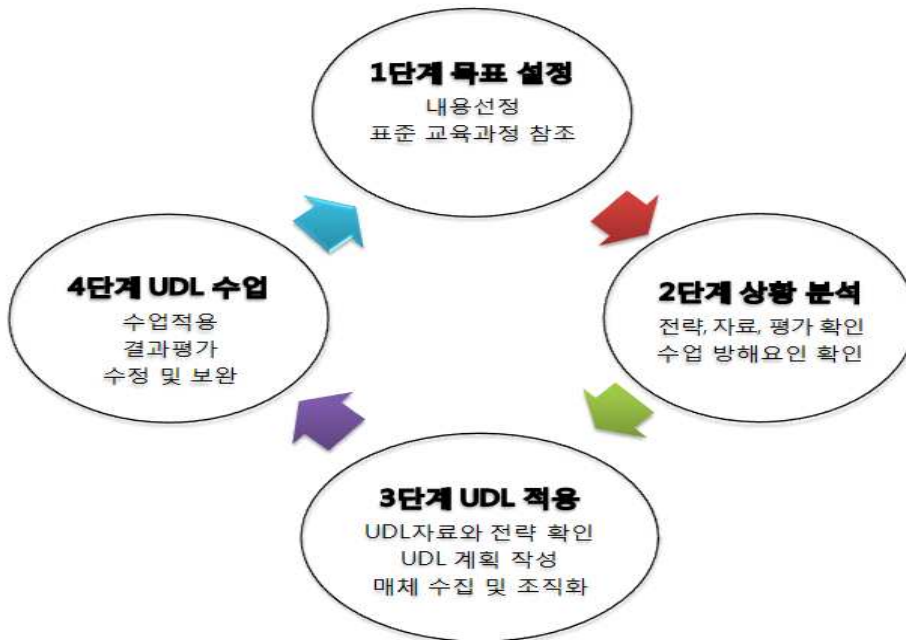 1단계 목표 설정
내용선정
표준 교육과정 참조
2단계 상황 분석
전략, 자료, 평가 확인
수업 방해요인 확인
3단계 UDL 적용
UDL자료와 전략 확인
UDL 계획 작성
매체 수집 및 조직화
4단계 UDL 수업
수업적용
결과평가
수정 및 보완